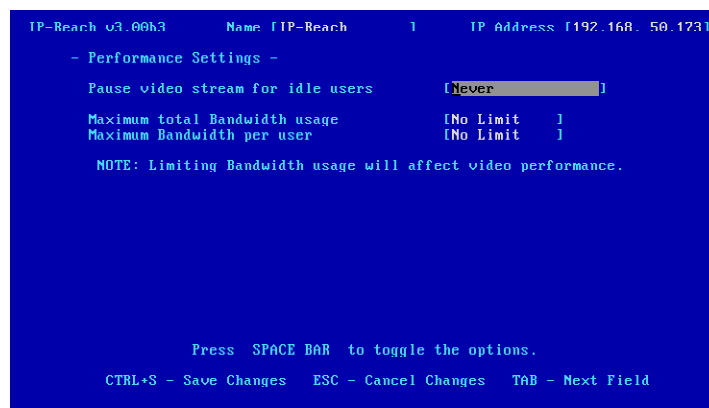 IP-Reach v3.00b3 Name [IP-Reach ] IP Address [192.168. 50.173]
- Performance Settings -
Pause video stream for idle users [Never ]
Maximum total Bandwidth usage [No Limit ]
Maximum Bandwidth per user [No Limit ]
NOTE: Limiting Bandwidth usage will affect video performance.
Press SPACE BAR to toggle the options.
CTRL+S - Save Changes ESC - Cancel Changes TAB - Next Field